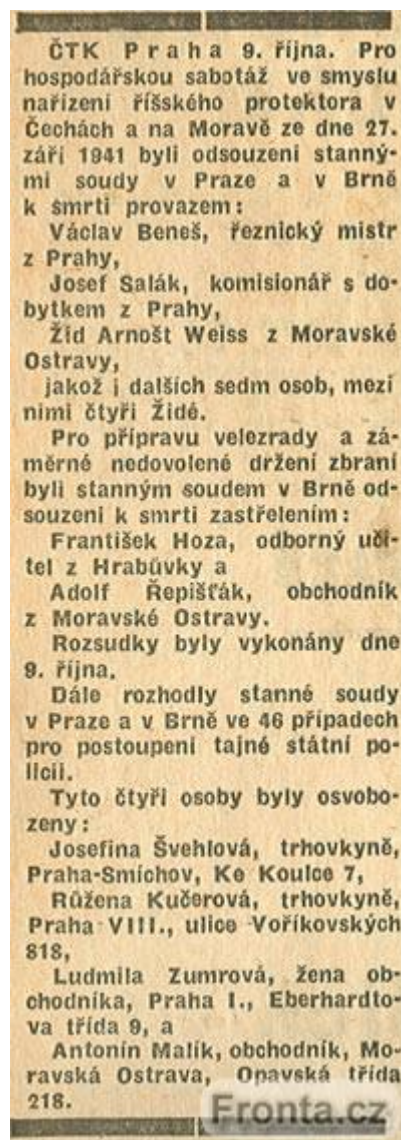 ČTK Praha 9. října. Pro
hospodářskou sabotáž ve smyslu
nařízení říšského protektora v
Čechách a na Moravě ze dne 27.
září 1941 byli odsouzeni stanný-
mi soudy v Praze a v Brně
k smrti provazem:
Václav Beneš, řeznický mistr
z Prahy,
Josef Salák, komisionář s do-
bytkem z Prahy,
Žid Arnošt Weiss z Moravské
Ostravy,
jakož i dalších sedm osob, mezi
nimi čtyři Židé.
Pro přípravu velezrady a zá-
měrné nedovolené držení zbraní
byli stanným soudem v Brně od-
souzeni k smrti zastřelením:
František Hoza, odborný uči-
tel z Hrabůvky a
Adolf Řepišťák, obchodník
z Moravské Ostravy.
Rozsudky byly vykonány dne
9. října.
Dále rozhodly stanné soudy
v Praze a v Brně ve 46 případech
pro postoupení tajné státní po-
licii.
Tyto čtyři osoby byly osvobo-
zeny:
Josefina Švehlová, trhovkyně,
Praha-Smíchov, Ke Koulce 7,
Růžena Kučerová, trhovkyně,
Praha VIII., ulice Voříkovských
818,
Ludmila Zumrová, žena ob-
chodníka, Praha I., Eberhardto-
va třída 9, a
Antonín Malík, obchodník, Mo-
ravská Ostrava, Opavská třída
218.
Fronta.cz